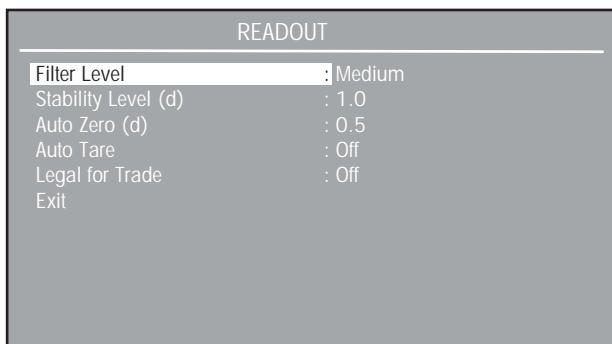 READOUT
Filter Level : Medium
Stability Level (d) : 1.0
Auto Zero (d) : 0.5
Auto Tare : Off
Legal for Trade : Off
Exit